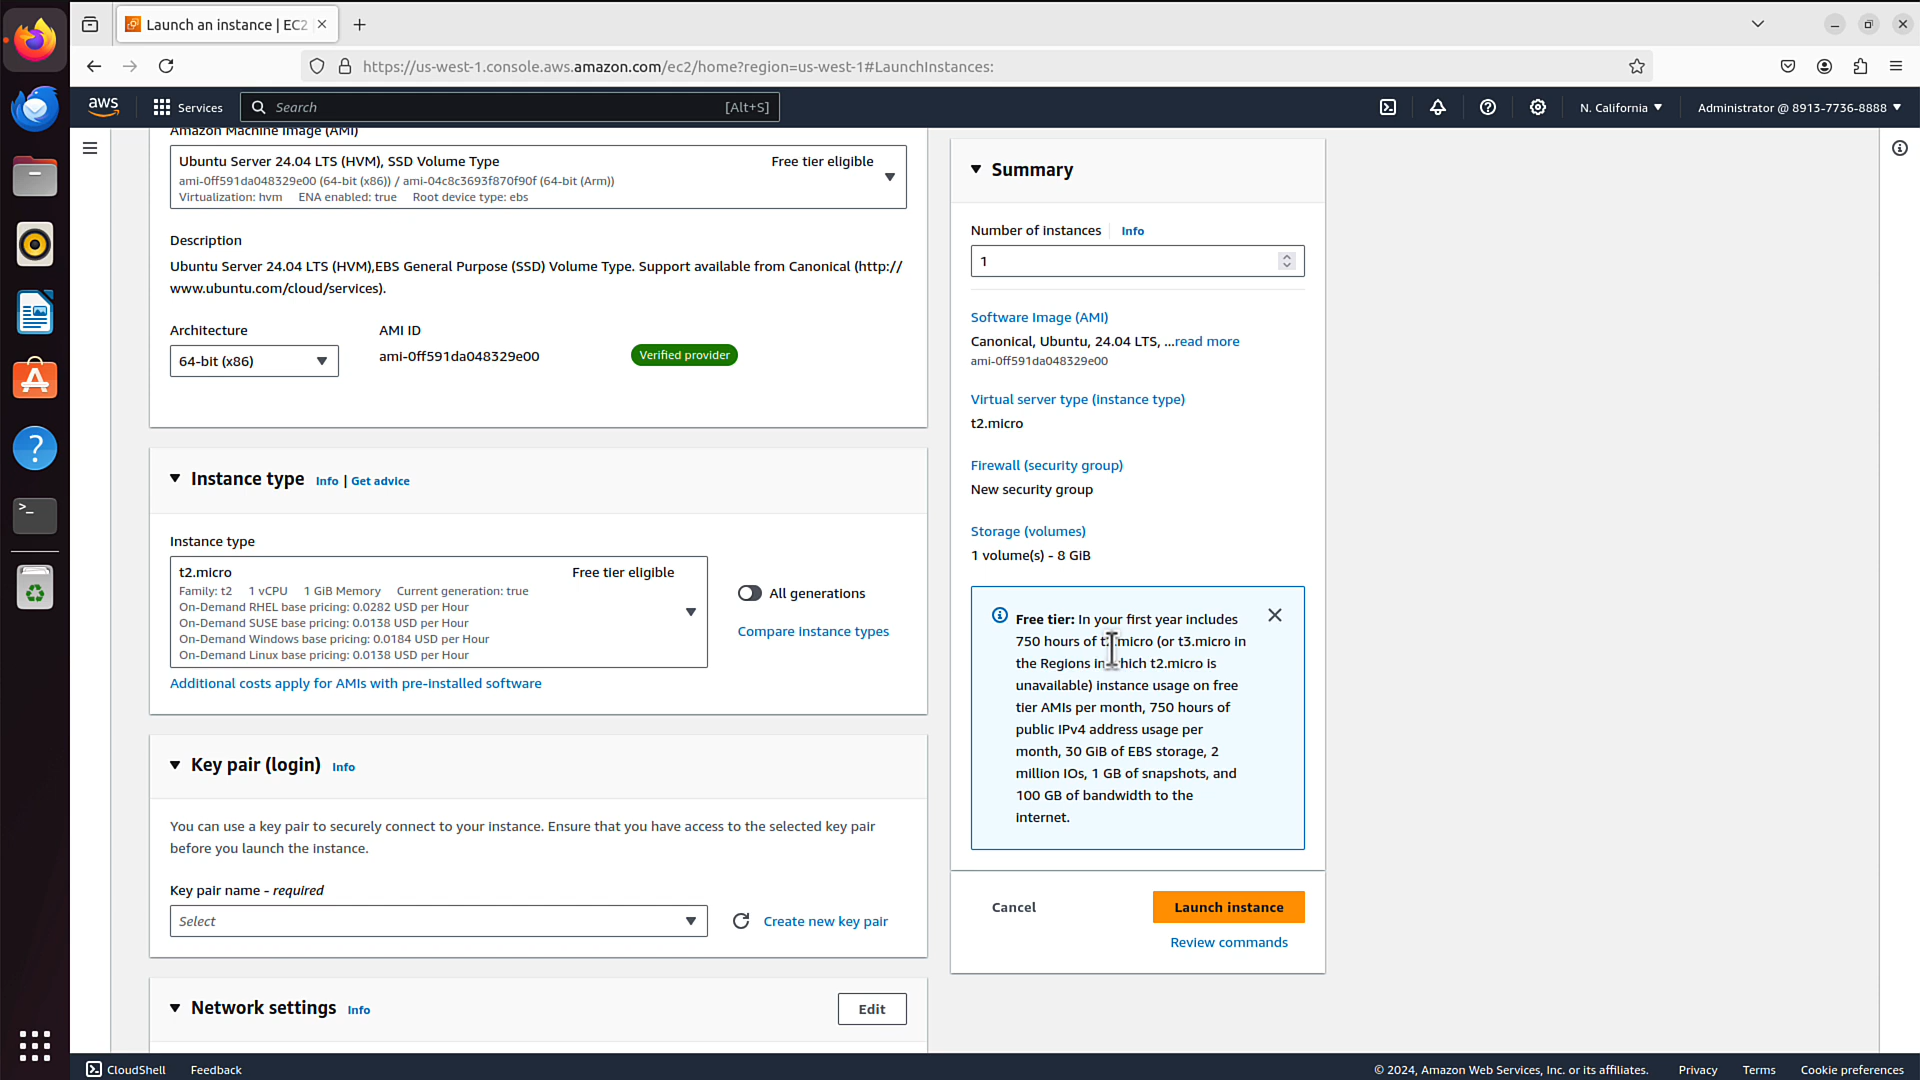 Launch an instance | EC2
https://us-west-1.console.aws.amazon.com/ec2/home?region=us-west-1#LaunchInstances:
aws
Services
Search
[Alt+S]
N. California
Administrator @ 8913-7736-8888
Amazon Machine Image (AMI)
Ubuntu Server 24.04 LTS (HVM), SSD Volume Type
Free tier eligible
ami-0ff591da048329e00 (64-bit (x86)) / ami-04c8c3693f870f90f (64-bit (Arm))
Virtualization: hvm ENA enabled: true Root device type: ebs
Description
Ubuntu Server 24.04 LTS (HVM),EBS General Purpose (SSD) Volume Type. Support available from Canonical (http://
www.ubuntu.com/cloud/services).
Architecture
AMI ID
64-bit (x86)
ami-0ff591da048329e00
Verified provider
Instance type
Info | Get advice
Instance type
t2.micro
Free tier eligible
Family: t2 1 vCPU 1 GiB Memory Current generation: true
On-Demand RHEL base pricing: 0.0282 USD per Hour
On-Demand SUSE base pricing: 0.0138 USD per Hour
On-Demand Windows base pricing: 0.0184 USD per Hour
On-Demand Linux base pricing: 0.0138 USD per Hour
All generations
Compare instance types
Additional costs apply for AMIs with pre-installed software
Key pair (login)
Info
You can use a key pair to securely connect to your instance. Ensure that you have access to the selected key pair
before you launch the instance.
Key pair name - required
Select
Create new key pair
Network settings
Info
Edit
Summary
Number of instances
Info
1
Software Image (AMI)
Canonical, Ubuntu, 24.04 LTS, ...read more
ami-0ff591da048329e00
Virtual server type (instance type)
t2.micro
Firewall (security group)
New security group
Storage (volumes)
1 volume(s) - 8 GiB
Free tier: In your first year includes
750 hours of t2.micro (or t3.micro in
the Regions in which t2.micro is
unavailable) instance usage on free
tier AMIs per month, 750 hours of
public IPv4 address usage per
month, 30 GiB of EBS storage, 2
million IOs, 1 GB of snapshots, and
100 GB of bandwidth to the
internet.
Cancel
Launch instance
Review commands
CloudShell
Feedback
© 2024, Amazon Web Services, Inc. or its affiliates.
Privacy
Terms
Cookie preferences